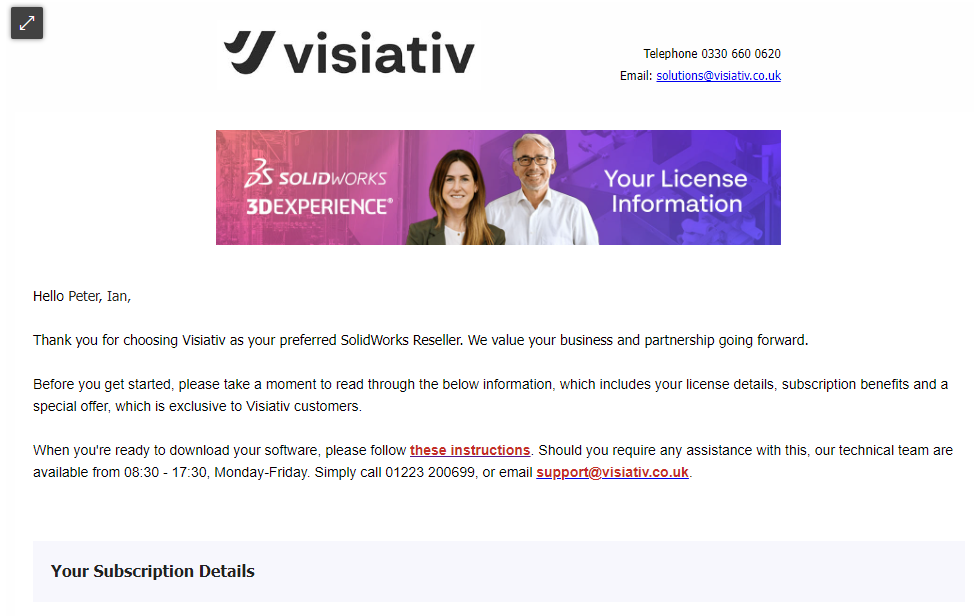 visiativ
Telephone 0330 660 0620
Email: solutions@visiativ.co.uk
3S SOLIDWORKS
3DEXPERIENCE®
Your License
Information
Hello Peter, Ian,
Thank you for choosing Visiativ as your preferred SolidWorks Reseller. We value your business and partnership going forward.
Before you get started, please take a moment to read through the below information, which includes your license details, subscription benefits and a
special offer, which is exclusive to Visiativ customers.
When you're ready to download your software, please follow these instructions. Should you require any assistance with this, our technical team are
available from 08:30 - 17:30, Monday-Friday. Simply call 01223 200699, or email support@visiativ.co.uk.
Your Subscription Details